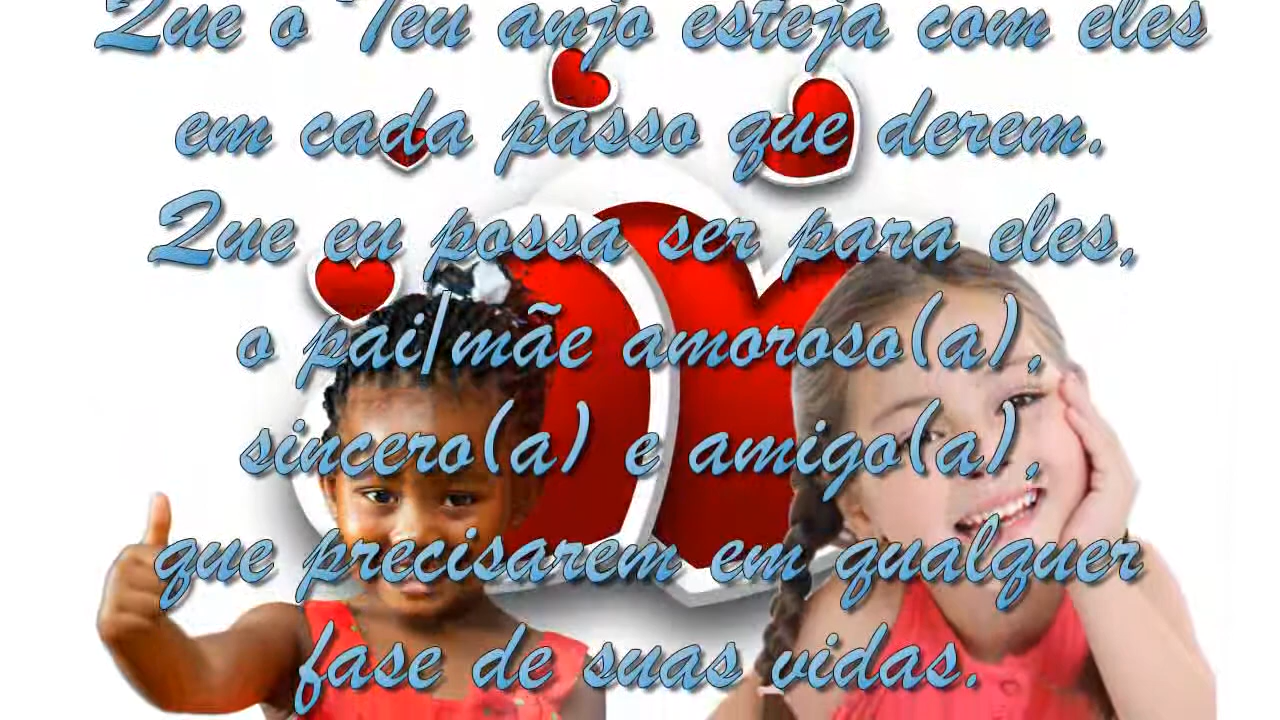 Que o Teu anjo esteja com eles
em cada passo que derem.
Que eu possa ser para eles,
o pai/mãe amoroso(a),
sincero(a) e amigo(a),
que precisarem em qualquer
fase de suas vidas.